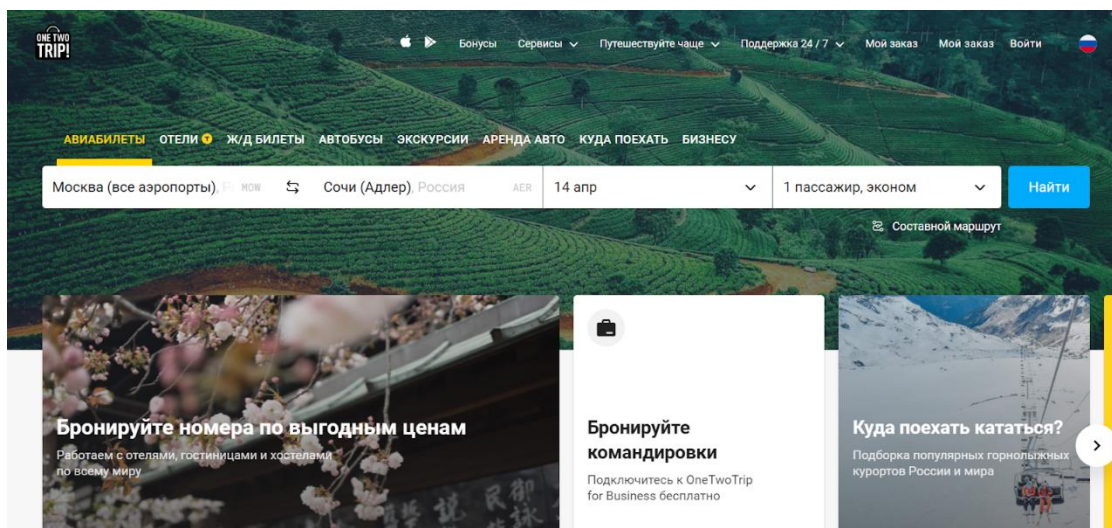 ONE TWO
TRIP!
Бонусы Сервисы Путешествуйте чаще Поддержка 24 / 7 Мой заказ Мой заказ Войти
АВИАБИЛЕТЫ ОТЕЛИ Ж/Д БИЛЕТЫ АВТОБУСЫ ЭКСКУРСИИ АРЕНДА АВТО КУДА ПОЕХАТЬ БИЗНЕСУ
Москва (все аэропорты), MOW Сочи (Адлер), Россия AER 14 апр 1 пассажир, эконом Найти
Составной маршрут
Бронируйте номера по выгодным ценам
Работаем с отелями, гостиницами и хостелами
по всему миру
Бронируйте
командировки
Подключитесь к OneTwoTrip
for Business бесплатно
Куда поехать кататься?
Подборка популярных горнолыжных
курортов России и мира